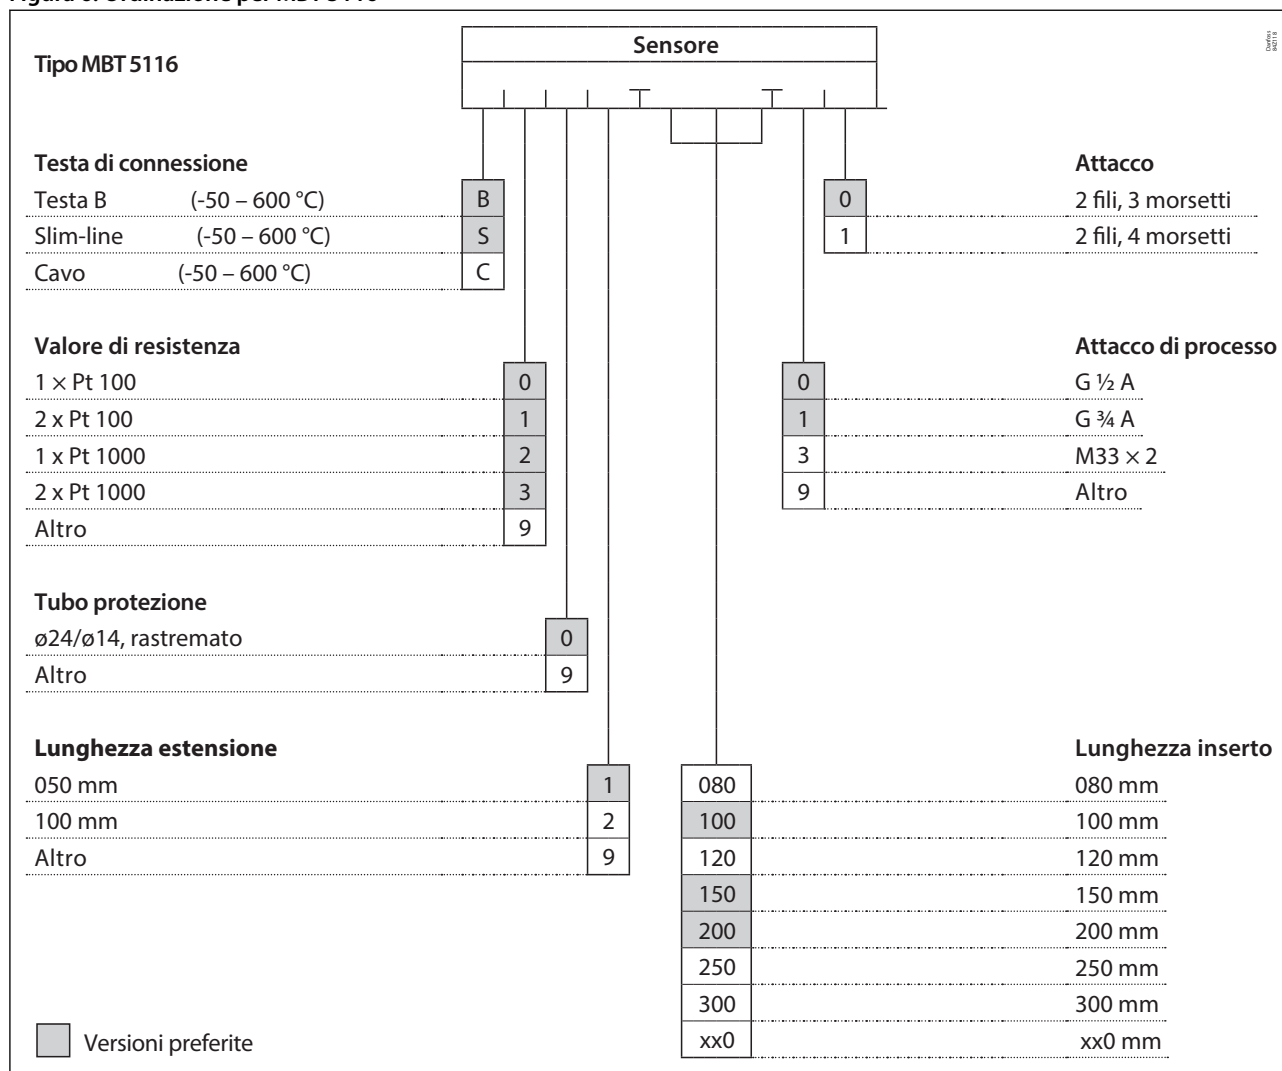 Sensore
Tipo MBT 5116
Danfoss
Testa di connessione
Attacco
Testa B (-50 – 600 °C) B 0 2 fili, 3 morsetti
Slim-line (-50 – 600 °C) S 1 2 fili, 4 morsetti
Cavo (-50 – 600 °C) C
Valore di resistenza
Attacco di processo
1 × Pt 100 0 0 G ½ A
2 x Pt 100 1 1 G ¾ A
1 x Pt 1000 2 3 M33 × 2
2 x Pt 1000 3 9 Altro
Altro 9
Tubo protezione
ø24/ø14, rastremato 0
Altro 9
Lunghezza estensione
Lunghezza inserto
050 mm 1 080 080 mm
100 mm 2 100 100 mm
Altro 9 120 120 mm
150 150 mm
200 200 mm
250 250 mm
300 300 mm
Versioni preferite xx0 xx0 mm